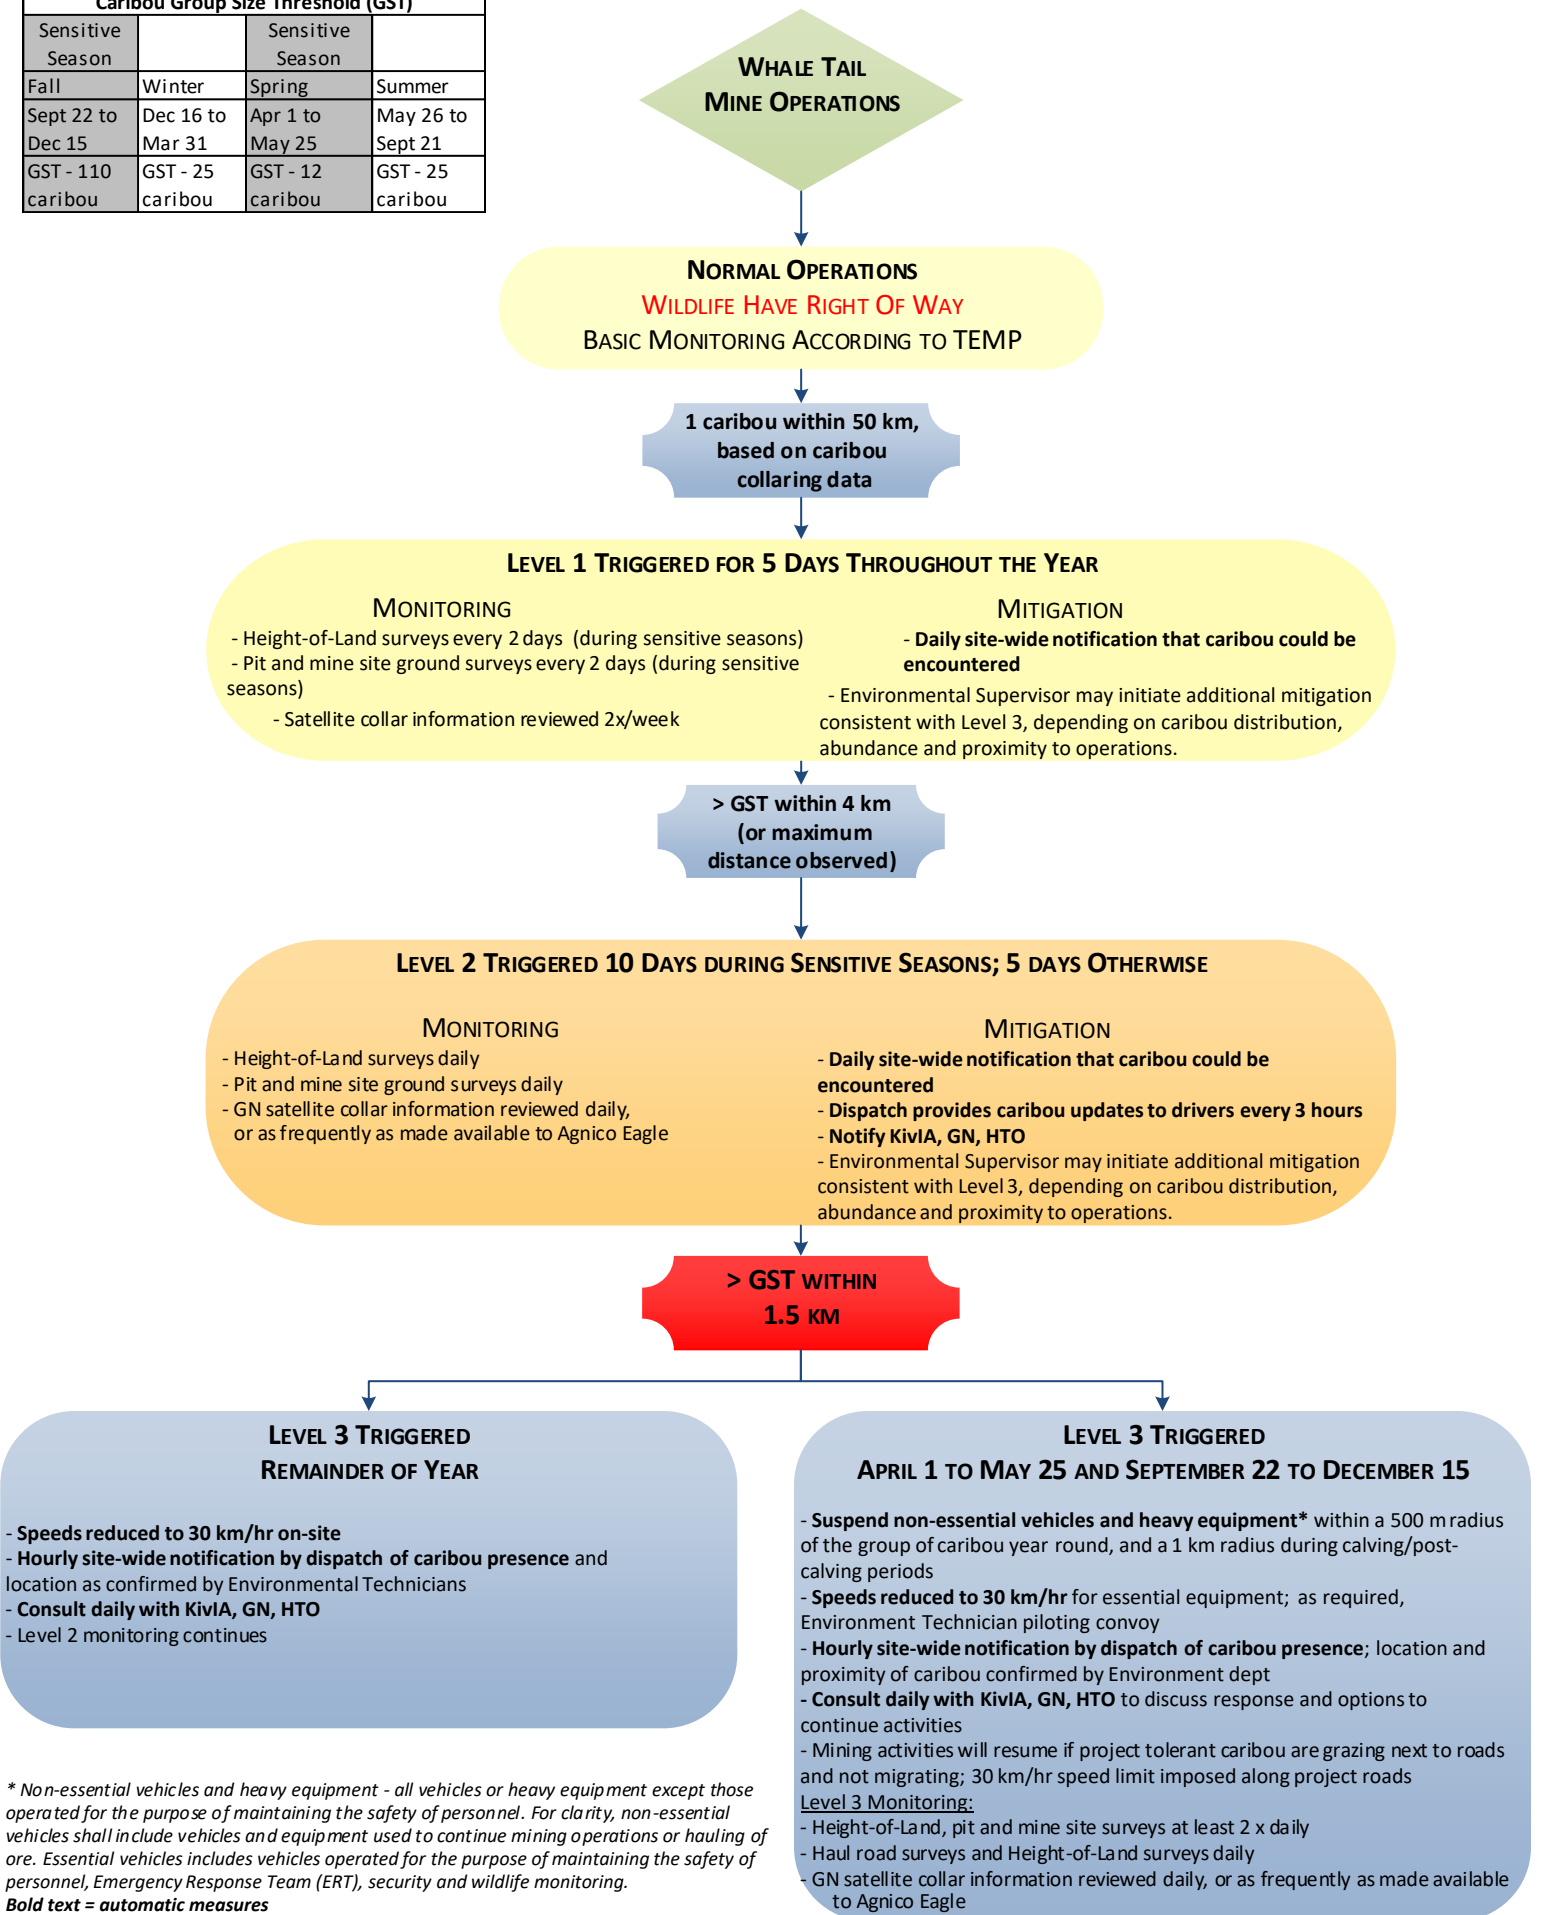 Caribou Group Size Threshold (GST)
Sensitive Season
Sensitive Season
Fall
Winter
Spring
Summer
Sept 22 to Dec 15
Dec 16 to Mar 31
Apr 1 to May 25
May 26 to Sept 21
GST - 110 caribou
GST - 25 caribou
GST - 12 caribou
GST - 25 caribou
WHALE TAIL
MINE OPERATIONS
NORMAL OPERATIONS
WILDLIFE HAVE RIGHT OF WAY
BASIC MONITORING ACCORDING TO TEMP
1 caribou within 50 km,
based on caribou
collaring data
LEVEL 1 TRIGGERED FOR 5 DAYS THROUGHOUT THE YEAR
MONITORING
- Height-of-Land surveys every 2 days (during sensitive seasons)
- Pit and mine site ground surveys every 2 days (during sensitive
seasons)
- Satellite collar information reviewed 2x/week
MITIGATION
- Daily site-wide notification that caribou could be
encountered
- Environmental Supervisor may initiate additional mitigation
consistent with Level 3, depending on caribou distribution,
abundance and proximity to operations.
> GST within 4 km
(or maximum
distance observed)
LEVEL 2 TRIGGERED 10 DAYS DURING SENSITIVE SEASONS; 5 DAYS OTHERWISE
MONITORING
- Height-of-Land surveys daily
- Pit and mine site ground surveys daily
- GN satellite collar information reviewed daily,
or as frequently as made available to Agnico Eagle
MITIGATION
- Daily site-wide notification that caribou could be
encountered
- Dispatch provides caribou updates to drivers every 3 hours
- Notify KivIA, GN, HTO
- Environmental Supervisor may initiate additional mitigation
consistent with Level 3, depending on caribou distribution,
abundance and proximity to operations.
> GST WITHIN
1.5 KM
LEVEL 3 TRIGGERED
REMAINDER OF YEAR
- Speeds reduced to 30 km/hr on-site
- Hourly site-wide notification by dispatch of caribou presence and
location as confirmed by Environmental Technicians
- Consult daily with KivIA, GN, HTO
- Level 2 monitoring continues
LEVEL 3 TRIGGERED
APRIL 1 TO MAY 25 AND SEPTEMBER 22 TO DECEMBER 15
- Suspend non-essential vehicles and heavy equipment* within a 500 m radius
of the group of caribou year round, and a 1 km radius during calving/post-
calving periods
- Speeds reduced to 30 km/hr for essential equipment; as required,
Environment Technician piloting convoy
- Hourly site-wide notification by dispatch of caribou presence; location and
proximity of caribou confirmed by Environment dept
- Consult daily with KivIA, GN, HTO to discuss response and options to
continue activities
- Mining activities will resume if project tolerant caribou are grazing next to roads
and not migrating; 30 km/hr speed limit imposed along project roads
Level 3 Monitoring:
- Height-of-Land, pit and mine site surveys at least 2 x daily
- Haul road surveys and Height-of-Land surveys daily
- GN satellite collar information reviewed daily, or as frequently as made available
to Agnico Eagle
* Non-essential vehicles and heavy equipment - all vehicles or heavy equipment except those
operated for the purpose of maintaining the safety of personnel. For clarity, non-essential
vehicles shall include vehicles and equipment used to continue mining operations or hauling of
ore. Essential vehicles includes vehicles operated for the purpose of maintaining the safety of
personnel, Emergency Response Team (ERT), security and wildlife monitoring.
Bold text = automatic measures